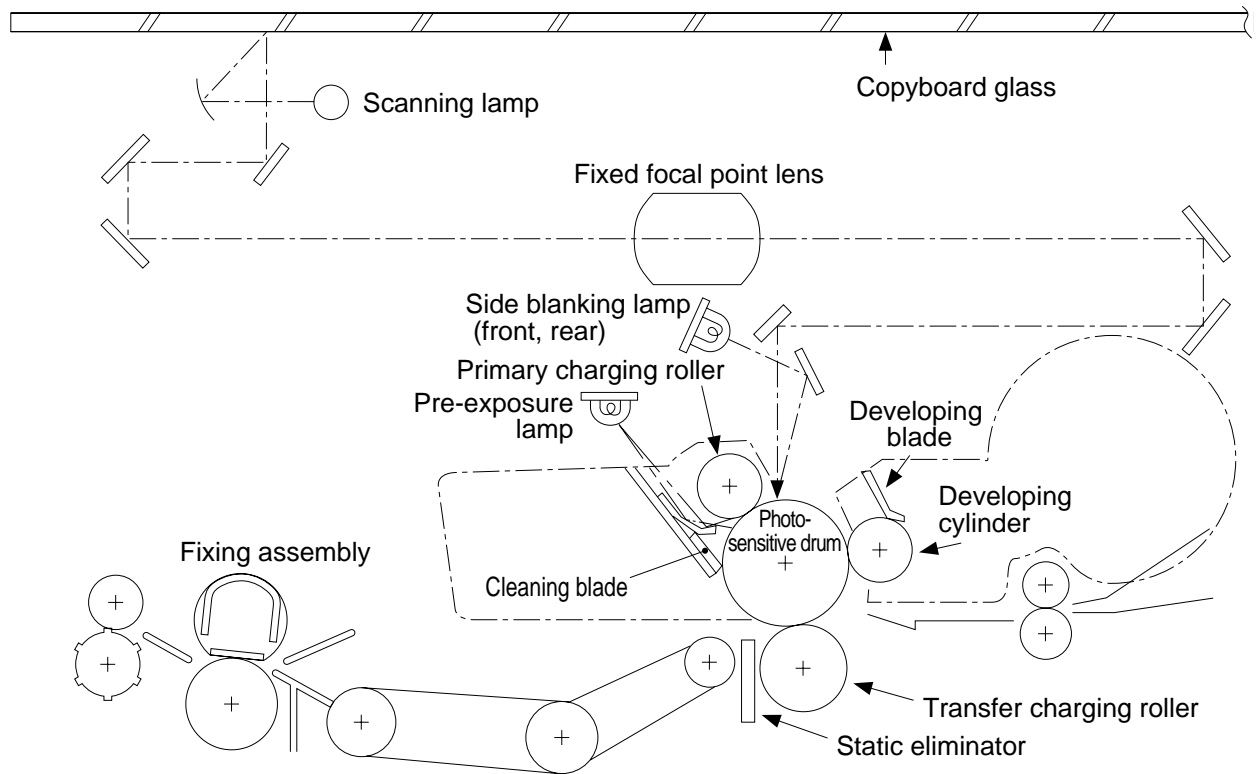 Copyboard glass
Scanning lamp
Fixed focal point lens
Side blanking lamp
(front, rear)
Primary charging roller
Pre-exposure
lamp
Developing
blade
Developing
cylinder
Photo-
sensitive drum
Fixing assembly
Cleaning blade
Transfer charging roller
Static eliminator